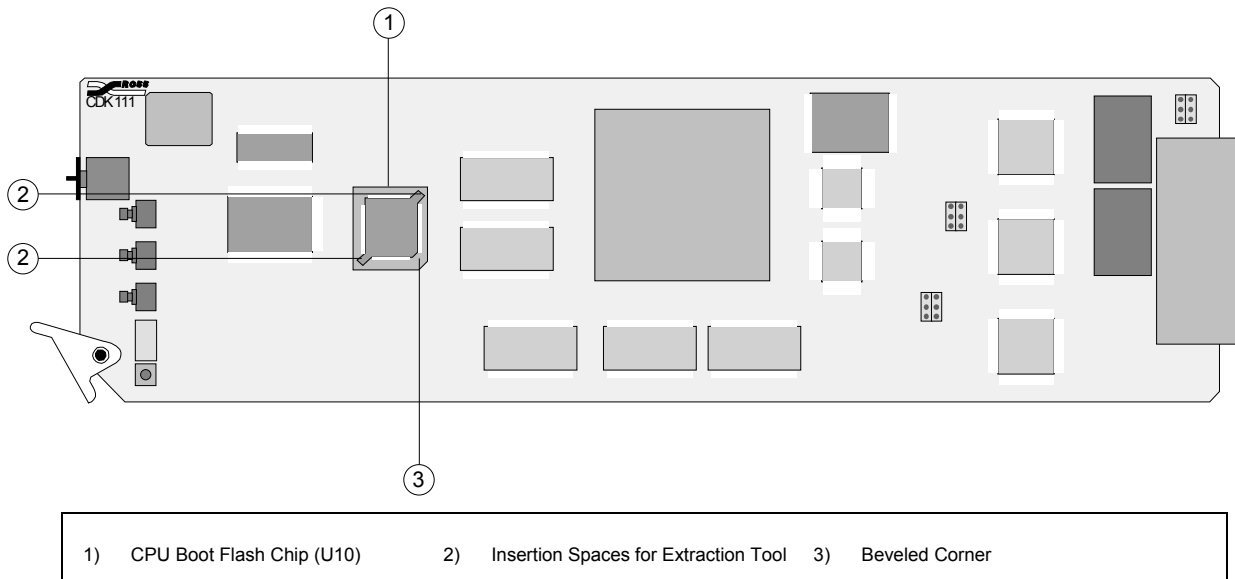 1
ROSS
CDK111
2
2
3
1) CPU Boot Flash Chip (U10) 2) Insertion Spaces for Extraction Tool 3) Beveled Corner